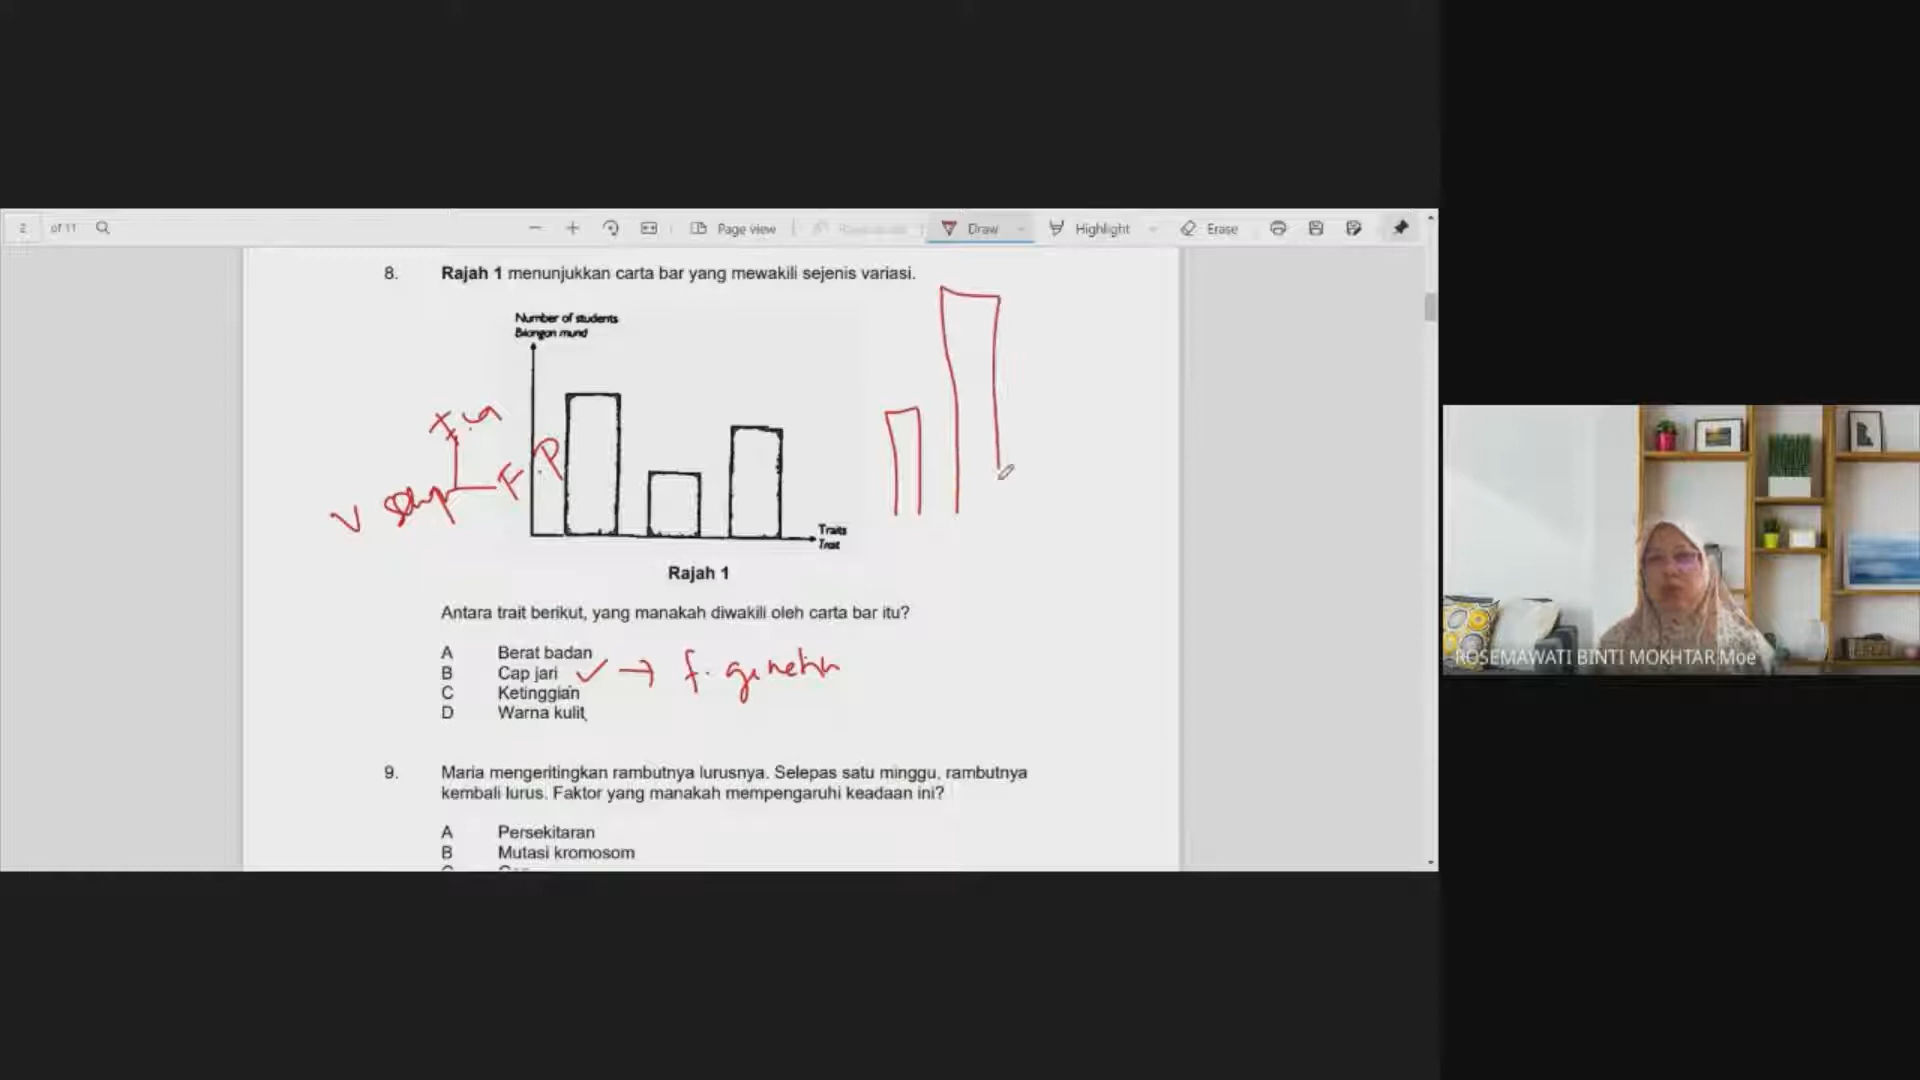 2 of 11 Page view Draw Highlight Erase
8. Rajah 1 menunjukkan carta bar yang mewakili sejenis variasi.
Number of students
Bilangan murid
F.P
Traits
Trait
Rajah 1
Antara trait berikut, yang manakah diwakili oleh carta bar itu?
A Berat badan
B Cap jari ✓ → f. genetik
C Ketinggian
D Warna kulit
9. Maria mengeritingkan rambutnya lurusnya. Selepas satu minggu, rambutnya
kembali lurus. Faktor yang manakah mempengaruhi keadaan ini?
A Persekitaran
B Mutasi kromosom
ROSEMAWATI BINTI MOKHTAR Moe